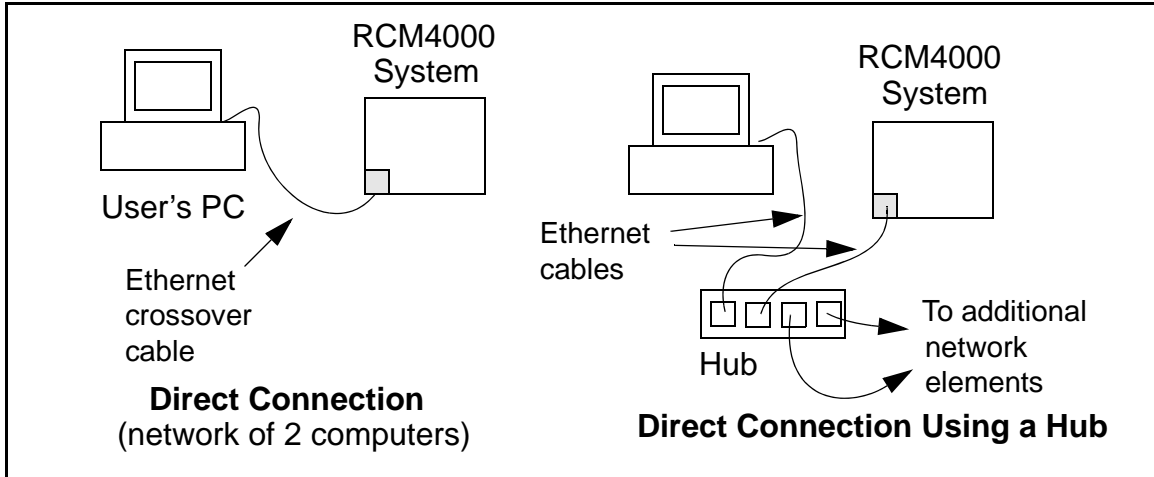 RCM4000
System
User's PC
Ethernet
crossover
cable
Direct Connection
(network of 2 computers)
RCM4000
System
Ethernet
cables
Hub
To additional
network
elements
Direct Connection Using a Hub